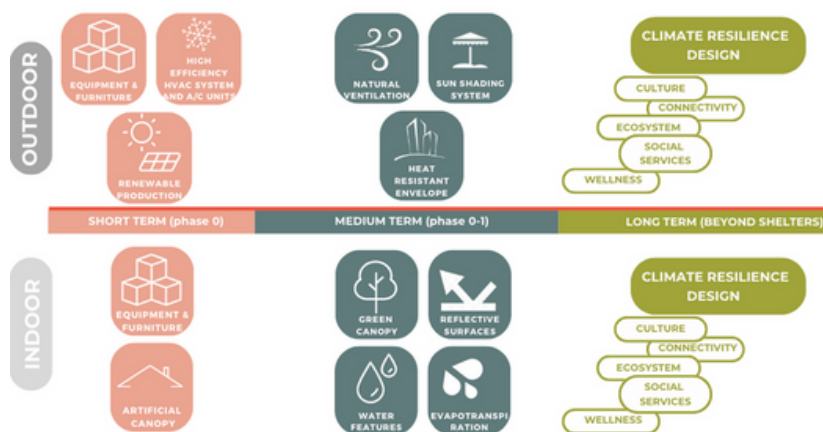 OUTDOOR
EQUIPMENT &
FURNITURE
HIGH
EFFICIENCY
HVAC SYSTEM
AND A/C UNITS
RENEWABLE
PRODUCTION
NATURAL
VENTILATION
SUN SHADING
SYSTEM
HEAT
RESISTANT
ENVELOPE
CLIMATE RESILIENCE
DESIGN
CULTURE
CONNECTIVITY
ECOSYSTEM
SOCIAL
SERVICES
WELLNESS
SHORT TERM (phase 0)
MEDIUM TERM (phase 0-1)
LONG TERM (BEYOND SHELTERS)
INDOOR
EQUIPMENT &
FURNITURE
ARTIFICIAL
CANOPY
GREEN
CANOPY
REFLECTIVE
SURFACES
WATER
FEATURES
EVAPOTRANSPI
RATION
CLIMATE RESILIENCE
DESIGN
CULTURE
CONNECTIVITY
ECOSYSTEM
SOCIAL
SERVICES
WELLNESS